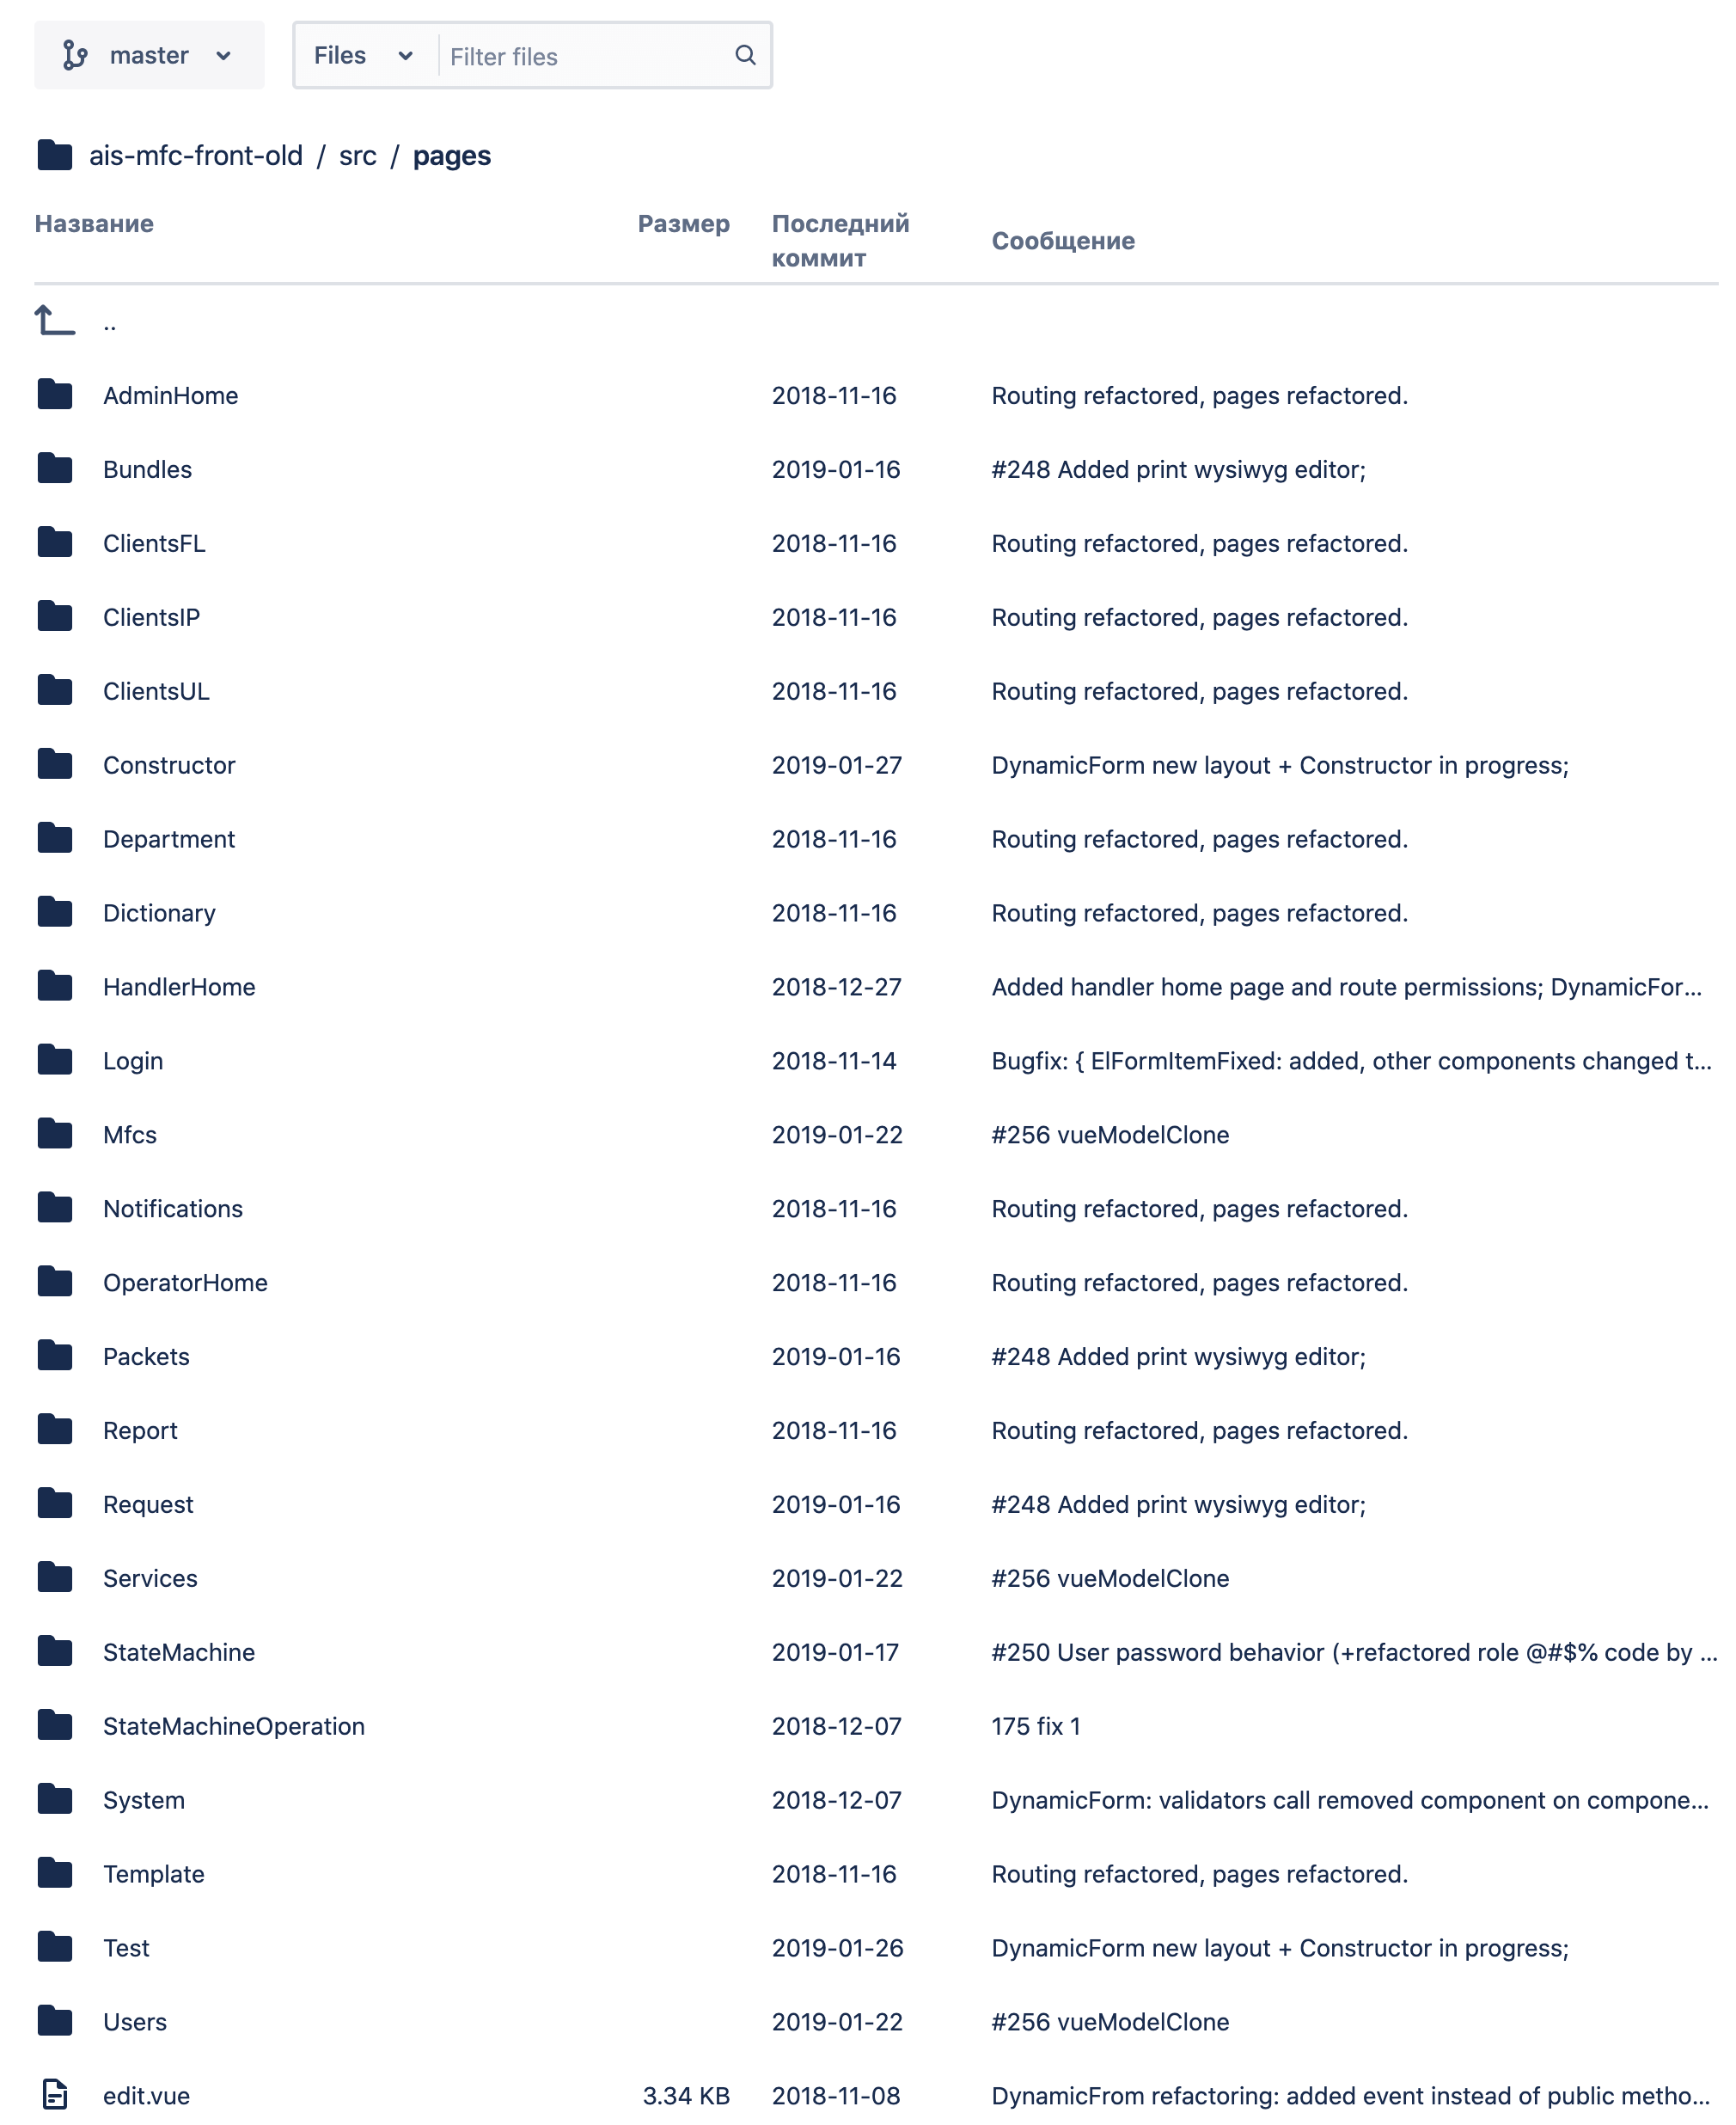 master
Files Filter files
ais-mfc-front-old / src / pages
Название Размер Последний коммит Сообщение
..
AdminHome 2018-11-16 Routing refactored, pages refactored.
Bundles 2019-01-16 #248 Added print wysiwyg editor;
ClientsFL 2018-11-16 Routing refactored, pages refactored.
ClientsIP 2018-11-16 Routing refactored, pages refactored.
ClientsUL 2018-11-16 Routing refactored, pages refactored.
Constructor 2019-01-27 DynamicForm new layout + Constructor in progress;
Department 2018-11-16 Routing refactored, pages refactored.
Dictionary 2018-11-16 Routing refactored, pages refactored.
HandlerHome 2018-12-27 Added handler home page and route permissions; DynamicFor...
Login 2018-11-14 Bugfix: { ElFormItemFixed: added, other components changed t...
Mfcs 2019-01-22 #256 vueModelClone
Notifications 2018-11-16 Routing refactored, pages refactored.
OperatorHome 2018-11-16 Routing refactored, pages refactored.
Packets 2019-01-16 #248 Added print wysiwyg editor;
Report 2018-11-16 Routing refactored, pages refactored.
Request 2019-01-16 #248 Added print wysiwyg editor;
Services 2019-01-22 #256 vueModelClone
StateMachine 2019-01-17 #250 User password behavior (+refactored role @#$% code by ...
StateMachineOperation 2018-12-07 175 fix 1
System 2018-12-07 DynamicForm: validators call removed component on compone...
Template 2018-11-16 Routing refactored, pages refactored.
Test 2019-01-26 DynamicForm new layout + Constructor in progress;
Users 2019-01-22 #256 vueModelClone
edit.vue 3.34 KB 2018-11-08 DynamicFrom refactoring: added event instead of public metho...